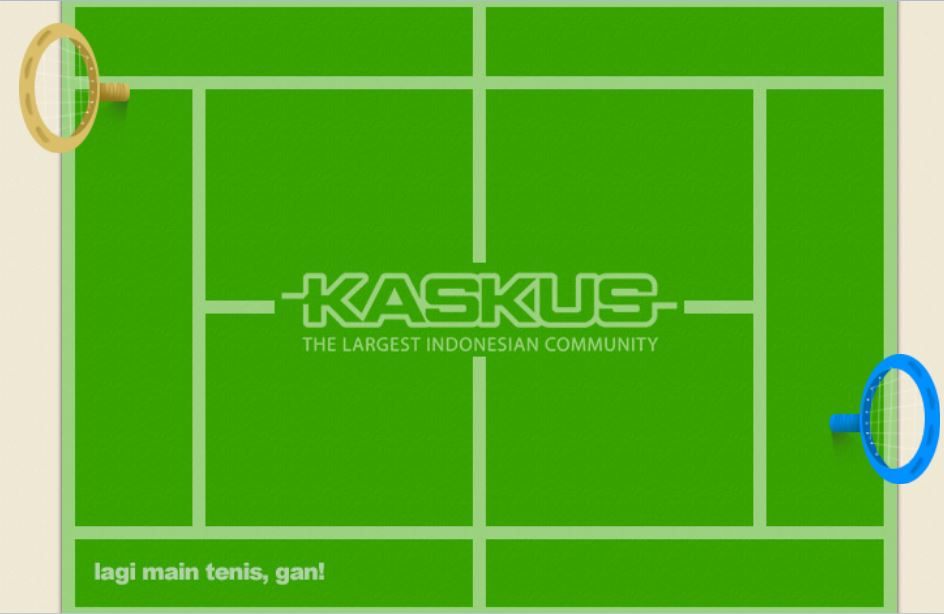 KASKUS
THE LARGEST INDONESIAN COMMUNITY
lagi main tenis, gan!